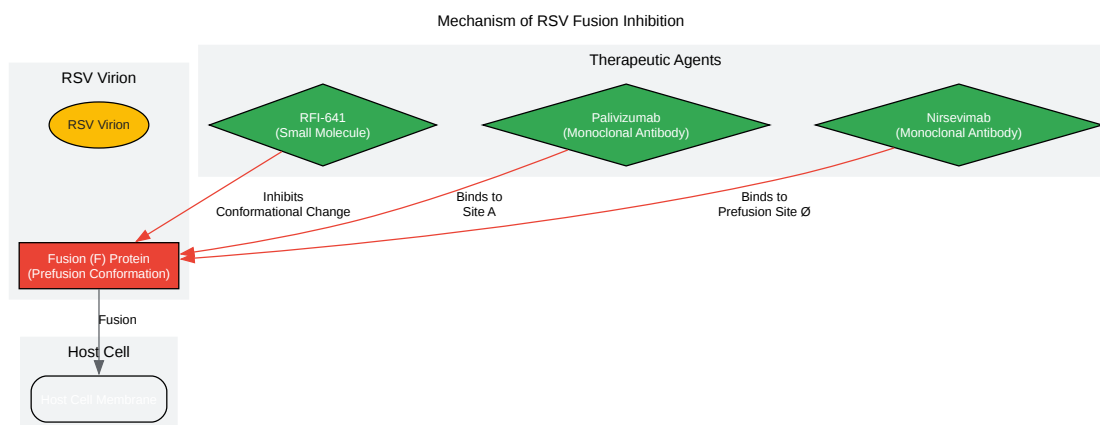 Mechanism of RSV Fusion Inhibition
RSV Virion
RSV Virion
Therapeutic Agents
RFI-641
(Small Molecule)
Palivizumab
(Monoclonal Antibody)
Nirsevimab
(Monoclonal Antibody)
Inhibits
Conformational Change
Binds to
Site A
Binds to
Prefusion Site Ø
Fusion (F) Protein
(Prefusion Conformation)
Fusion
Host Cell
Host Cell Membrane